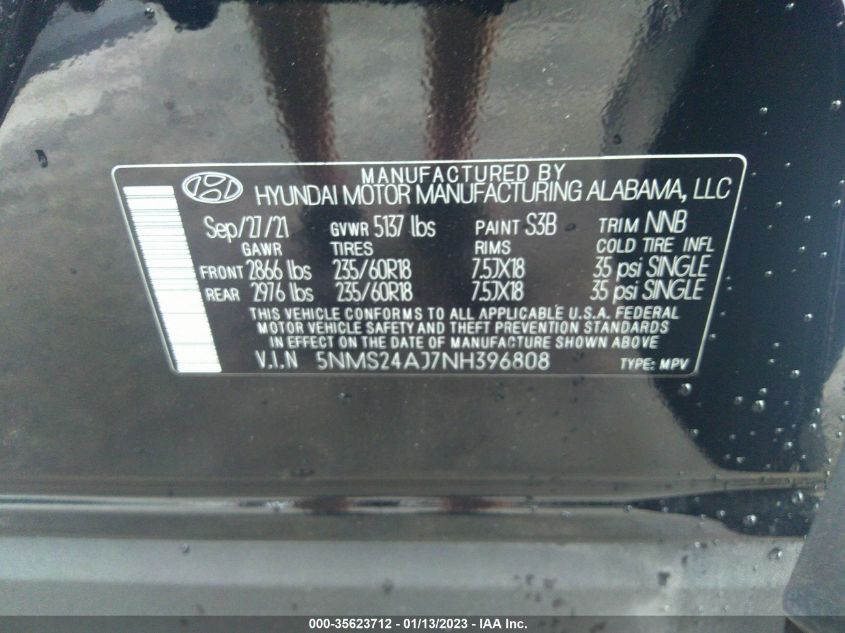 MANUFACTURED BY
HYUNDAI MOTOR MANUFACTURING ALABAMA, LLC
Sep/27/21 GVWR 5137 lbs PAINT S3B TRIM NNB
GAWR TIRES RIMS COLD TIRE INFL
FRONT 2866 lbs 235/60R18 7.5JX18 35 psi SINGLE
REAR 2976 lbs 235/60R18 7.5JX18 35 psi SINGLE
THIS VEHICLE CONFORMS TO ALL APPLICABLE U.S.A. FEDERAL
MOTOR VEHICLE SAFETY AND THEFT PREVENTION STANDARDS
IN EFFECT ON THE DATE OF MANUFACTURE SHOWN ABOVE
V.I.N 5NMS24AJ7NH396808 TYPE: MPV
000-35623712 - 01/13/2023 - IAA Inc.